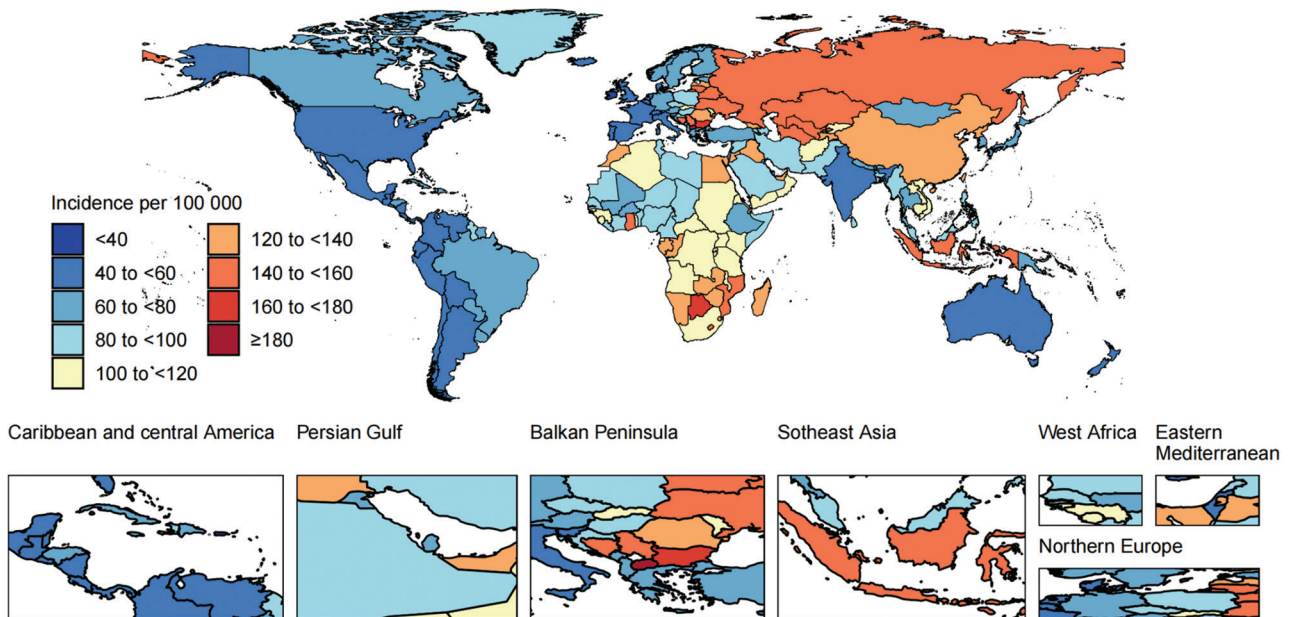 Incidence per 100 000
<40
40 to <60
60 to <80
80 to <100
100 to <120
120 to <140
140 to <160
160 to <180
≥180
Caribbean and central America
Persian Gulf
Balkan Peninsula
Sotheast Asia
West Africa
Eastern
Mediterranean
Northern Europe